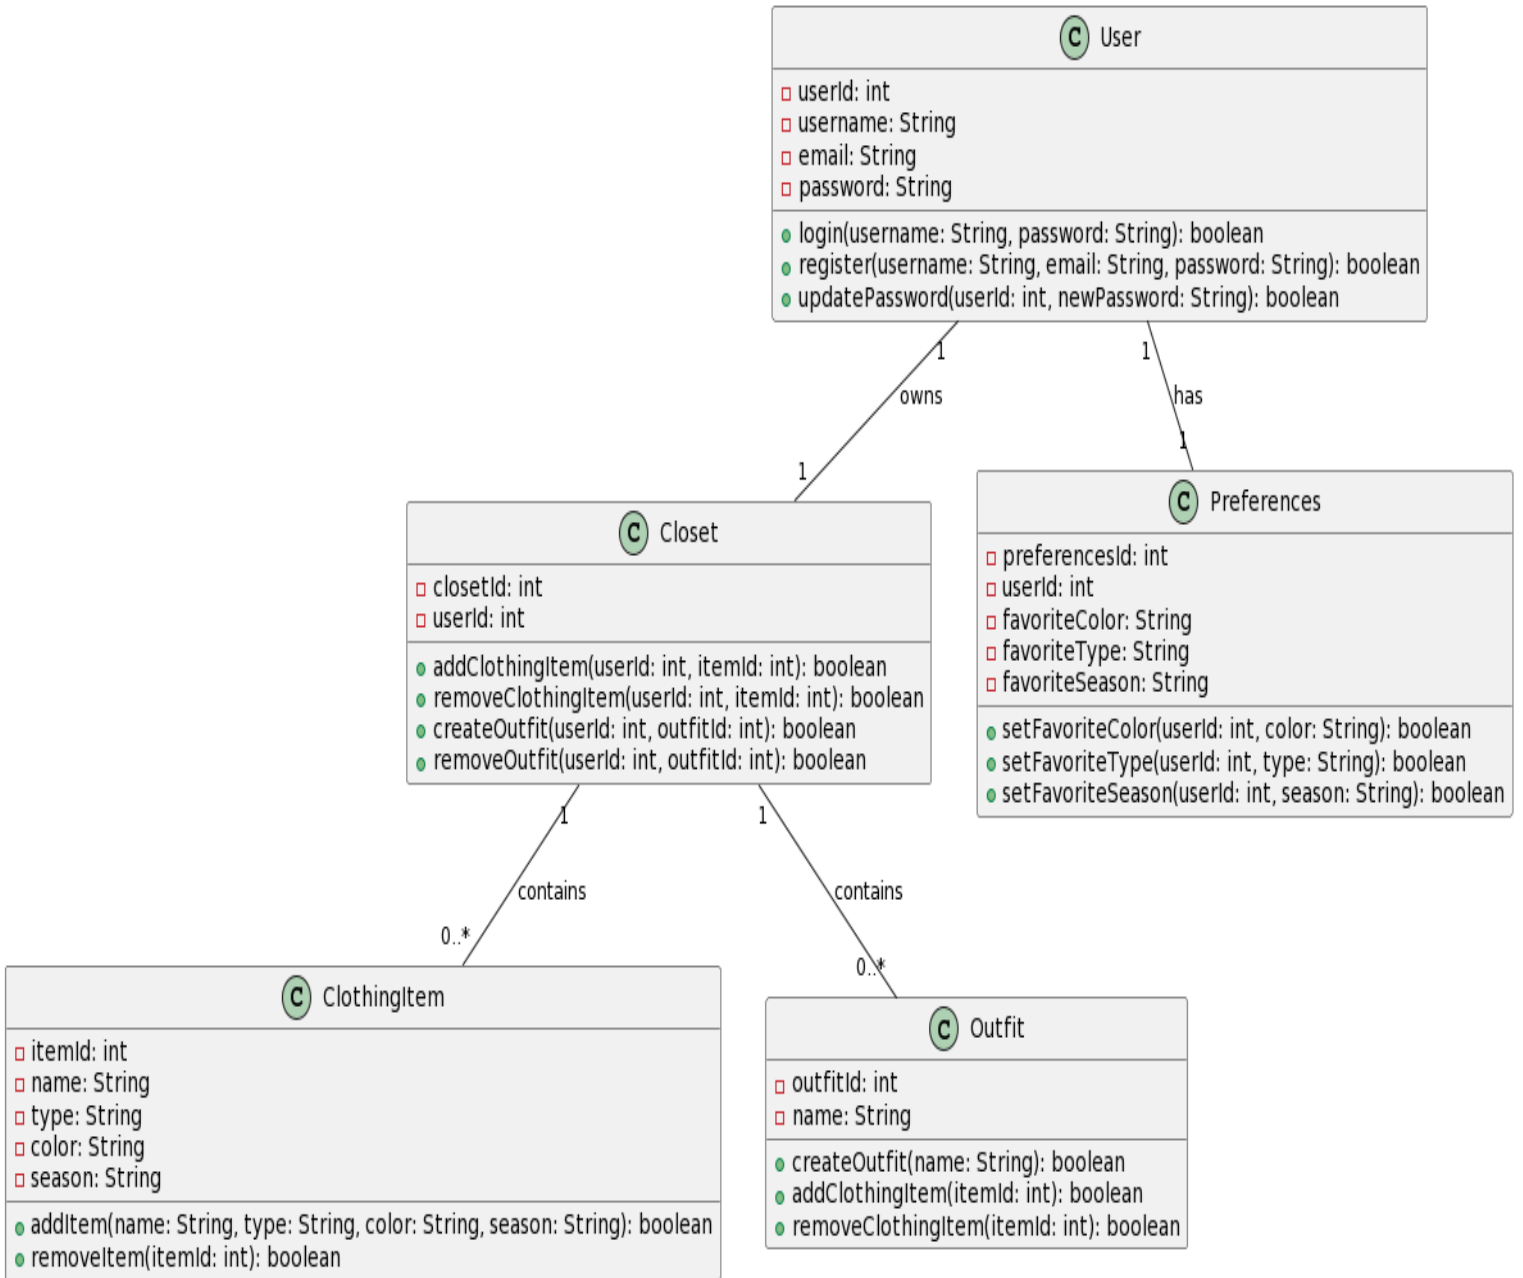 C User
userId: int
username: String
email: String
password: String
login(username: String, password: String): boolean
register(username: String, email: String, password: String): boolean
updatePassword(userId: int, newPassword: String): boolean
1
1
owns
has
1
1
C Closet
closetId: int
userId: int
addClothingItem(userId: int, itemId: int): boolean
removeClothingItem(userId: int, itemId: int): boolean
createOutfit(userId: int, outfitId: int): boolean
removeOutfit(userId: int, outfitId: int): boolean
C Preferences
preferencesId: int
userId: int
favoriteColor: String
favoriteType: String
favoriteSeason: String
setFavoriteColor(userId: int, color: String): boolean
setFavoriteType(userId: int, type: String): boolean
setFavoriteSeason(userId: int, season: String): boolean
1
1
contains
contains
0..*
0..*
C ClothingItem
itemId: int
name: String
type: String
color: String
season: String
addItem(name: String, type: String, color: String, season: String): boolean
removeItem(itemId: int): boolean
C Outfit
outfitId: int
name: String
createOutfit(name: String): boolean
addClothingItem(itemId: int): boolean
removeClothingItem(itemId: int): boolean